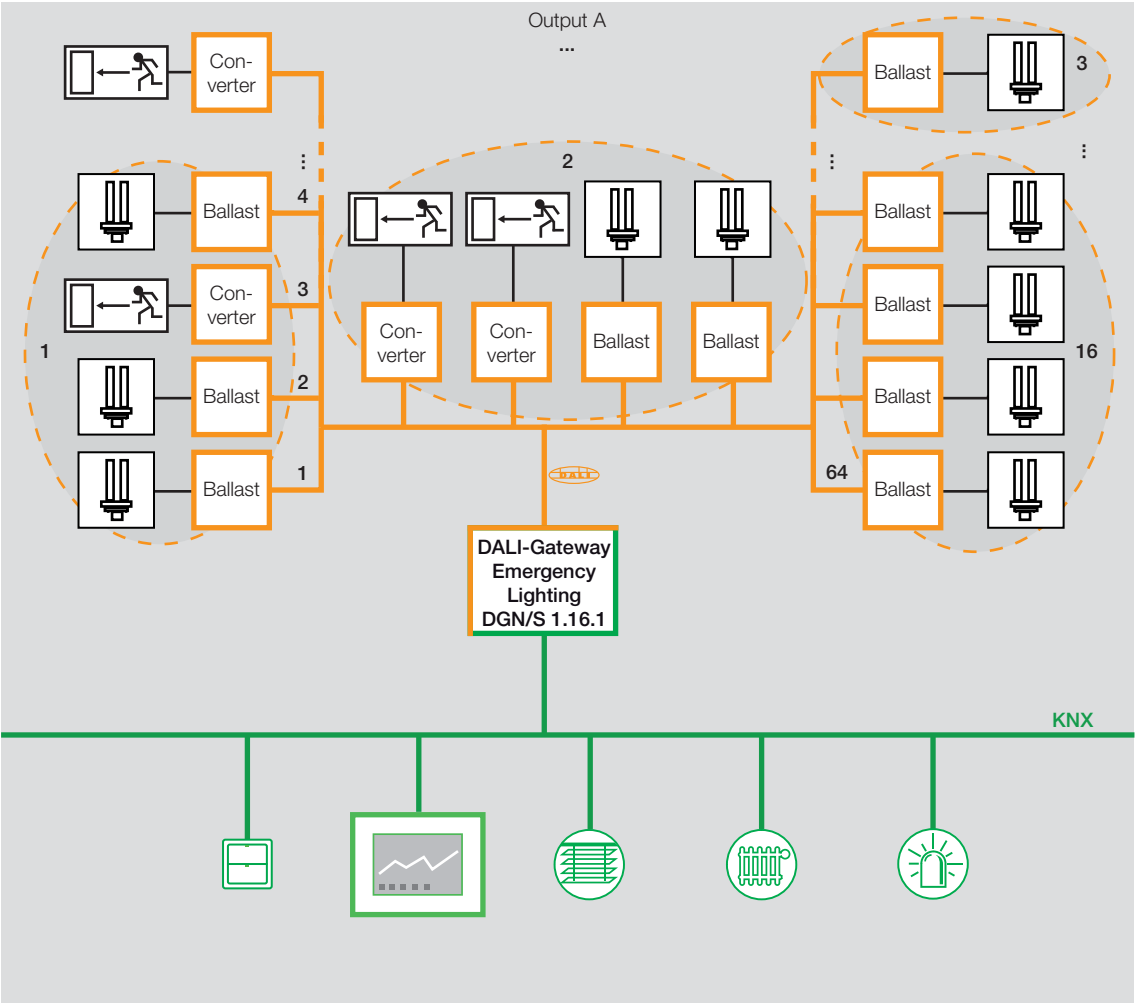 Output A
...
Con-
verter
Ballast
3
...
...
...
2
Ballast
4
Ballast
Con-
verter
3
Ballast
1
Con-
verter
Con-
verter
Ballast
Ballast
16
Ballast
2
Ballast
Ballast
1
DALI
64
Ballast
DALI-Gateway
Emergency
Lighting
DGN/S 1.16.1
KNX